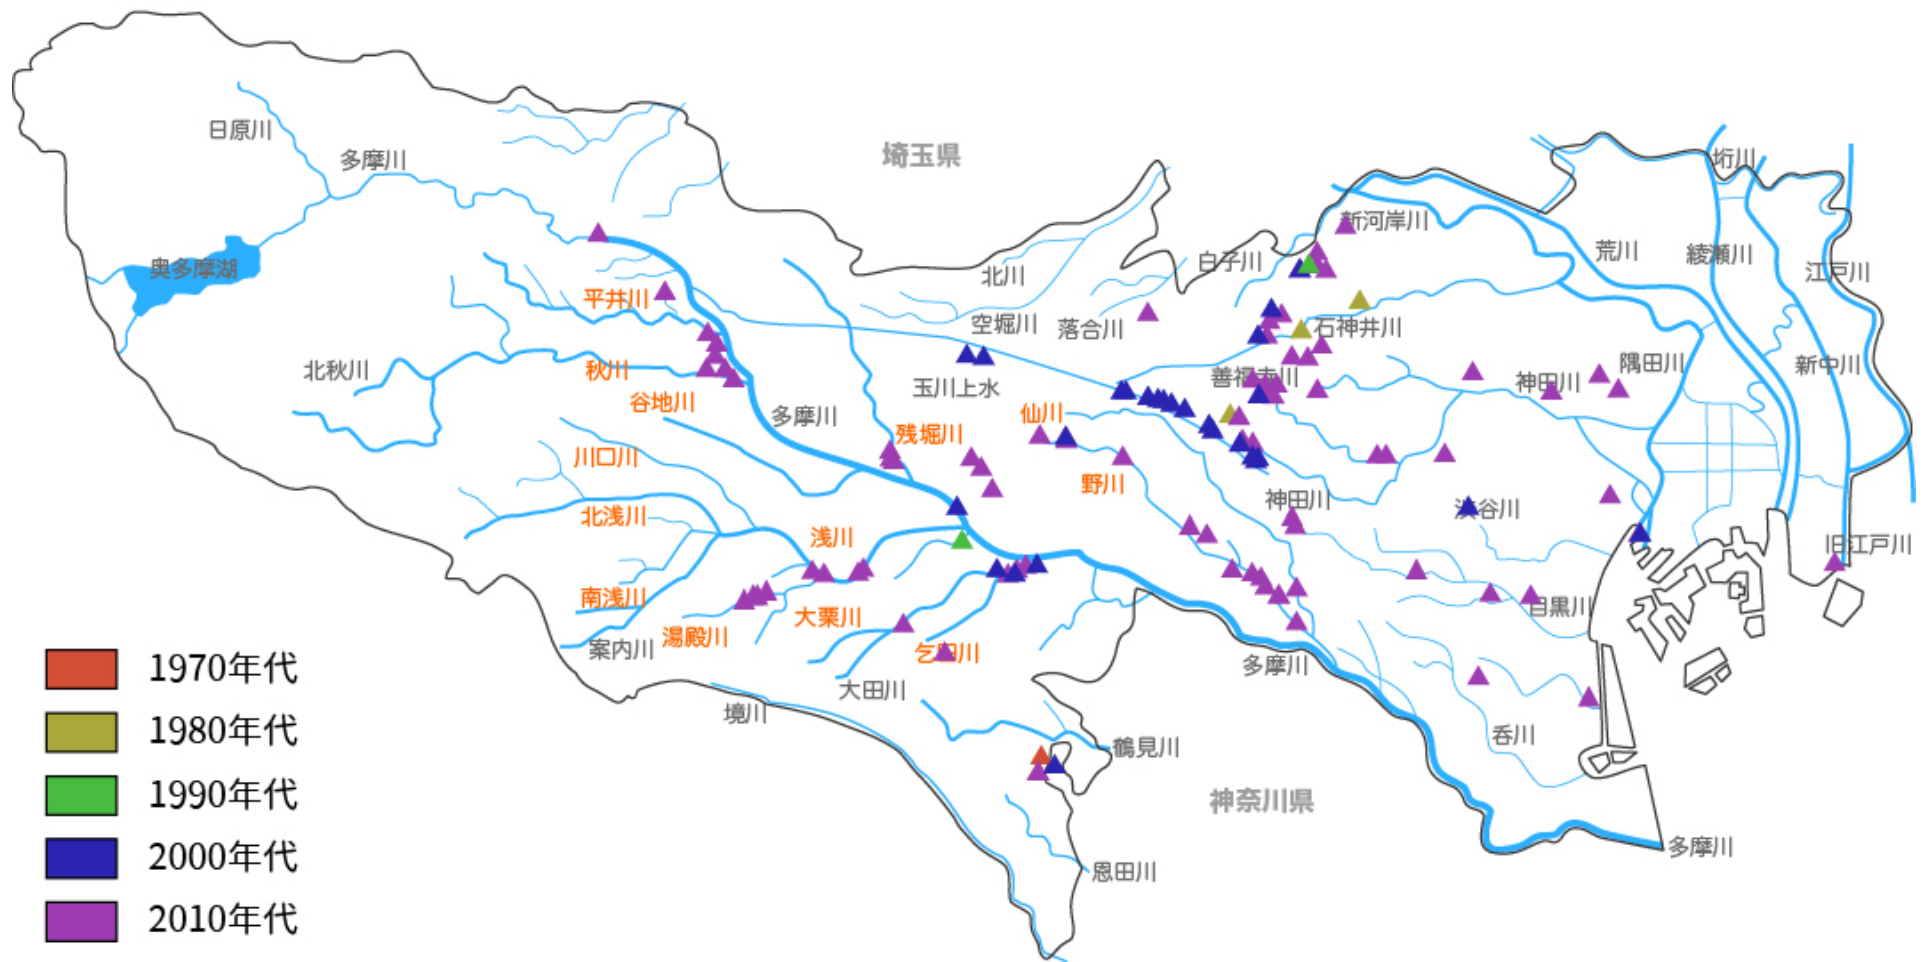 日原川
多摩川
埼玉県
垳川
新河岸川
荒川
綾瀬川
江戸川
奥多摩湖
北川
白子川
平井川
空堀川
落合川
石神井川
北秋川
秋川
玉川上水
善福寺川
神田川
隅田川
新中川
谷地川
多摩川
残堀川
仙川
川口川
野川
神田川
渋谷川
北浅川
浅川
旧江戸川
南浅川
大栗川
目黒川
湯殿川
案内川
乞田川
多摩川
大田川
境川
呑川
鶴見川
神奈川県
多摩川
恩田川
1970年代
1980年代
1990年代
2000年代
2010年代